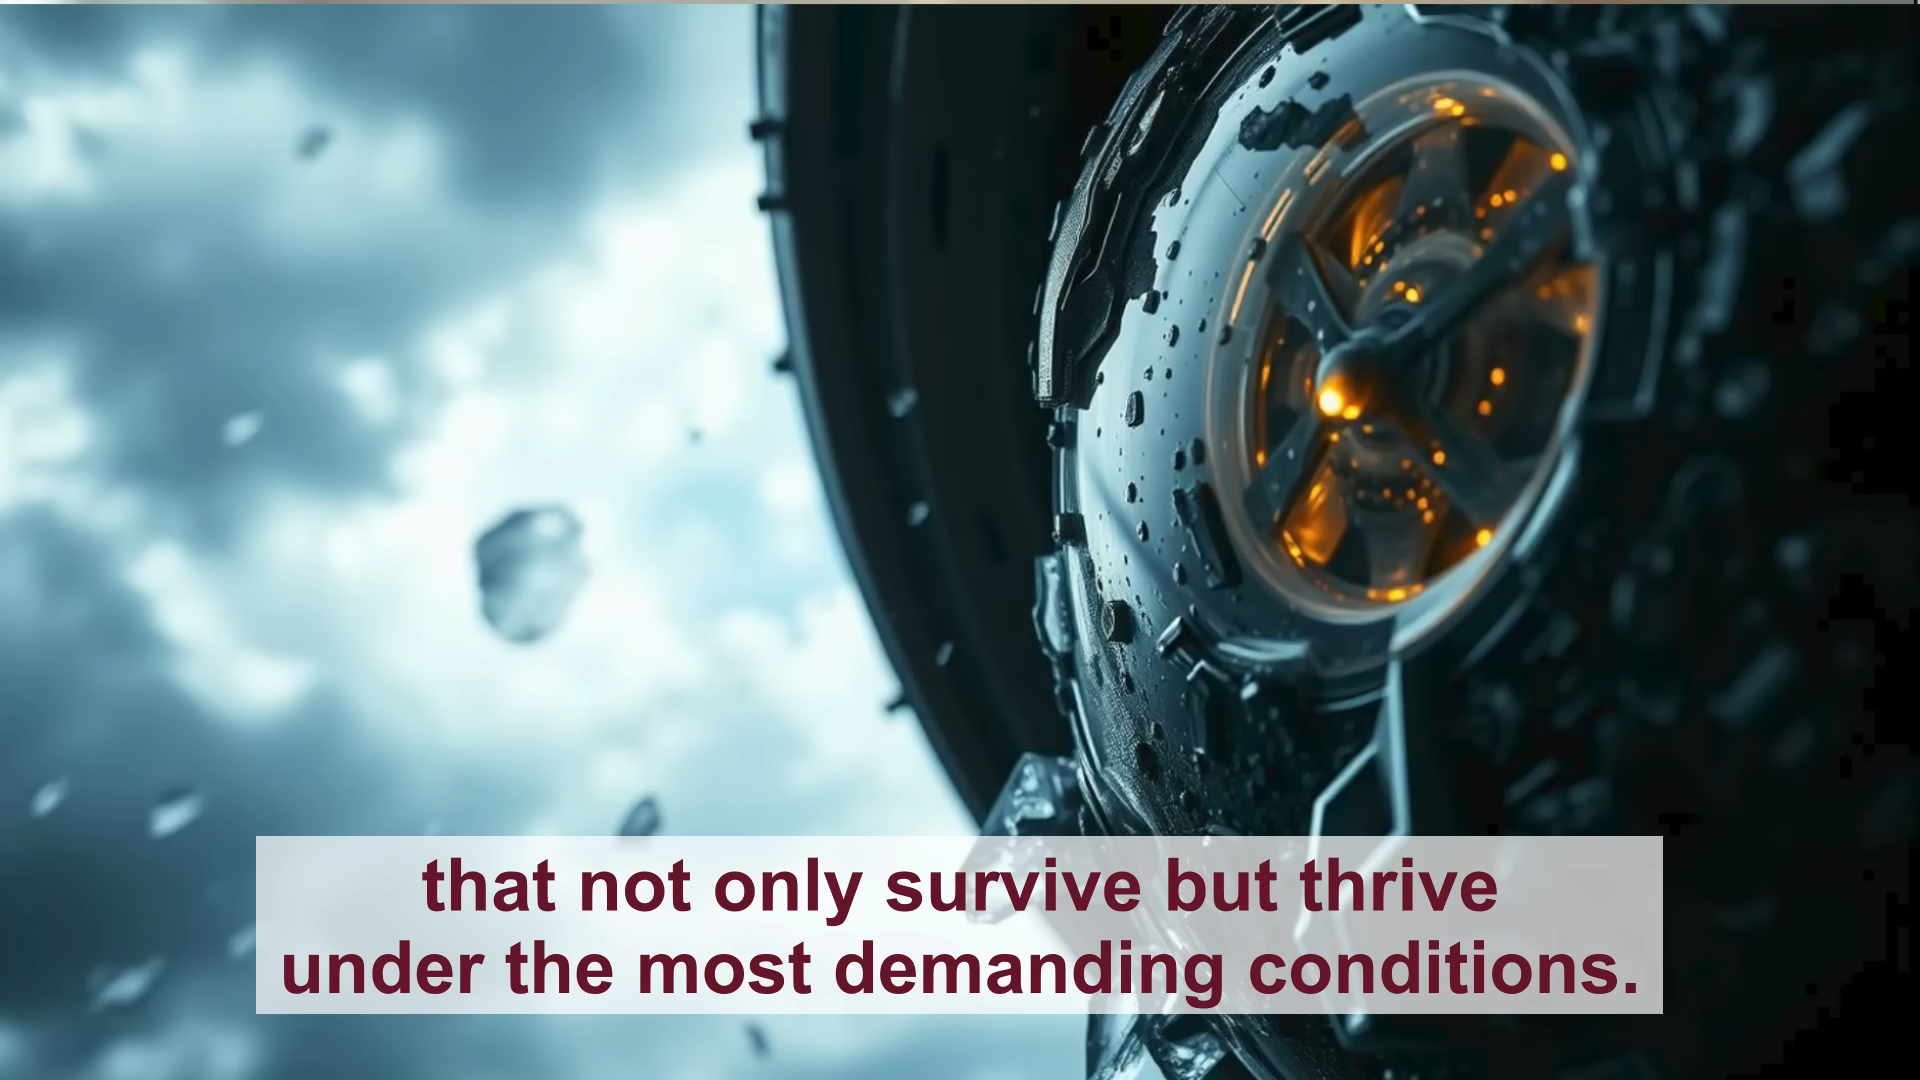 that not only survive but thrive
under the most demanding conditions.